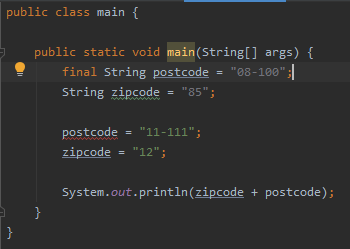 public class main {
public static void main(String[] args) {
final String postcode = "08-100";
String zipcode = "85";
postcode = "11-111";
zipcode = "12";
System.out.println(zipcode + postcode);
}
}